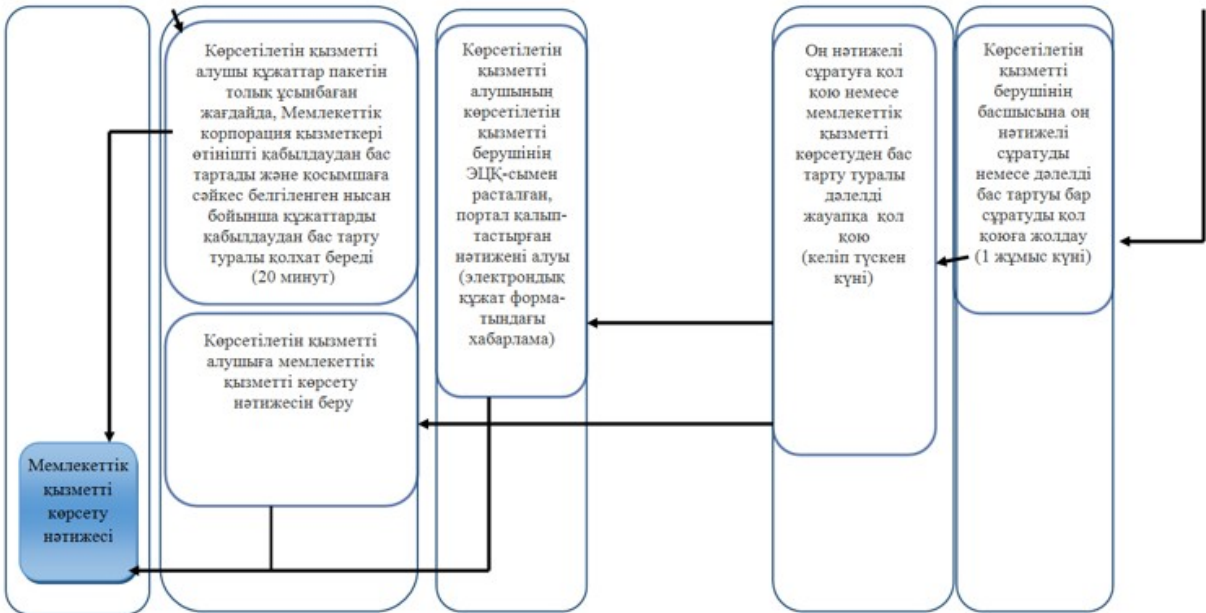 Көрсетілетін қызметті
алушы құжаттар пакетін
толық ұсынбаған
жағдайда, Мемлекеттік
корпорация қызметкері
өтінішті қабылдаудан бас
тартады және қосымшаға
сәйкес белгіленген нысан
бойынша құжаттарды
қабылдаудан бас тарту
туралы қолхат береді
(20 минут)
Көрсетілетін қызметті
алушыға мемлекеттік
қызметті көрсету
нәтижесін беру
Мемлекеттік
қызметті
көрсету
нәтижесі
Көрсетілетін
қызметті
алушының
көрсетілетін
қызметті
берушінің
ЭЦҚ-сымен
расталған,
портал қалып-
тастырған
нәтижені алуы
(электрондық
құжат форма-
тындағы
хабарлама)
Оң нәтижелі
сұратуға қол
қою немесе
мемлекеттік
қызметті
көрсетуден бас
тарту туралы
дәлелді
жауапқа қол
қою
(келіп түскен
күні)
Көрсетілетін
қызметті
берушінің
басшысына оң
нәтижелі
сұратуды
немесе дәлелді
бас тартуы бар
сұратуды қол
қоюға жолдау
(1 жұмыс күні)